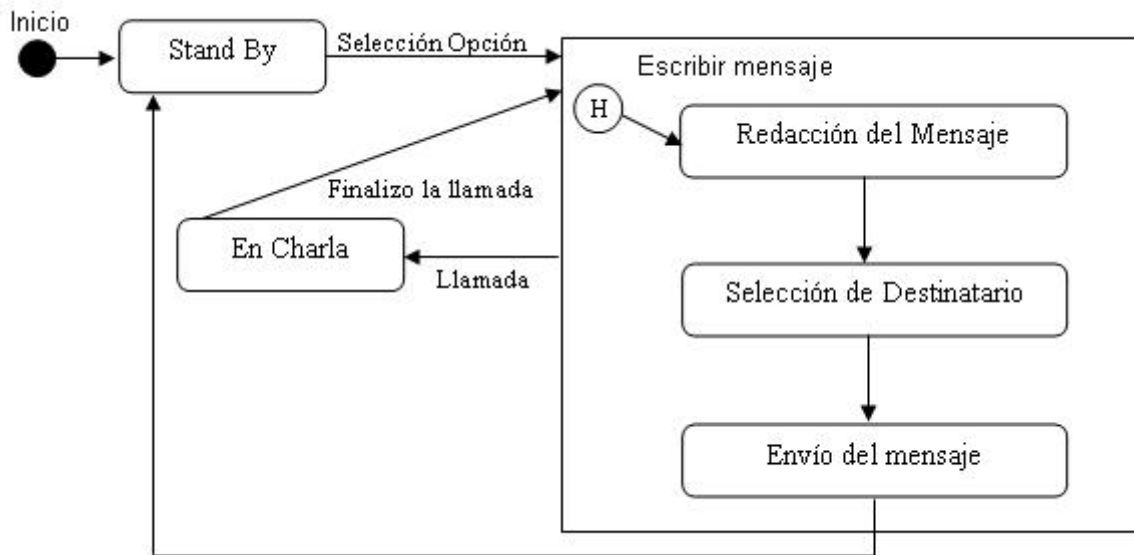 Inicio
Stand By
Selección Opción
Escribir mensaje
H
Redacción del Mensaje
Finalizo la llamada
En Charla
Llamada
Selección de Destinatario
Envío del mensaje